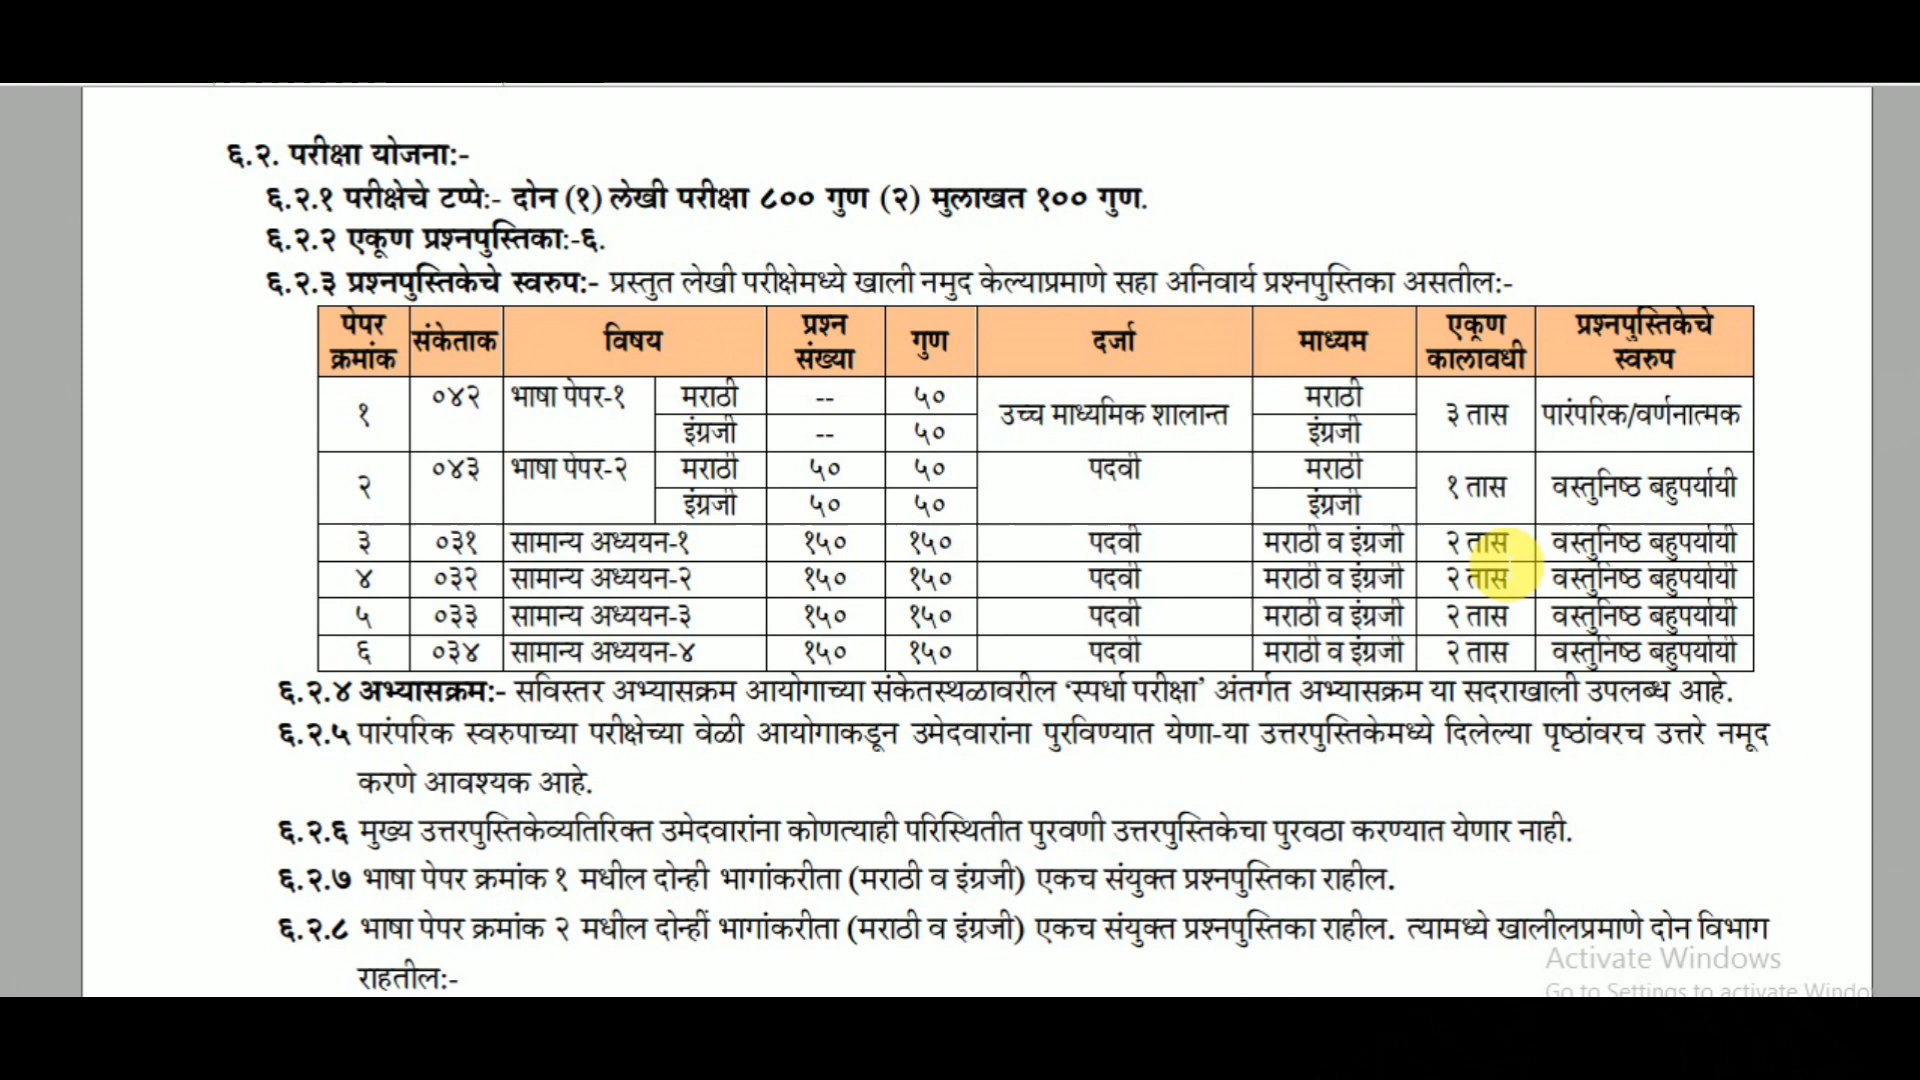 ६.२. परीक्षा योजना:-
६.२.१ परीक्षेचे टप्पे:- दोन (१) लेखी परीक्षा ८०० गुण (२) मुलाखत १०० गुण.
६.२.२ एकूण प्रश्नपुस्तिका:-६.
६.२.३ प्रश्नपुस्तिकेचे स्वरुप:- प्रस्तुत लेखी परीक्षेमध्ये खाली नमुद केल्याप्रमाणे सहा अनिवार्य प्रश्नपुस्तिका असतील:-
पेपर क्रमांक संकेताक विषय प्रश्न संख्या गुण दर्जा माध्यम एकूण कालावधी प्रश्नपुस्तिकेचे स्वरुप
१ ०४२ भाषा पेपर-१ मराठी -- ५० उच्च माध्यमिक शालान्त मराठी ३ तास पारंपरिक/वर्णनात्मक
इंग्रजी -- ५० इंग्रजी
२ ०४३ भाषा पेपर-२ मराठी ५० ५० पदवी मराठी १ तास वस्तुनिष्ठ बहुपर्यायी
इंग्रजी ५० ५० इंग्रजी
३ ०३१ सामान्य अध्ययन-१ १५० १५० पदवी मराठी व इंग्रजी २ तास वस्तुनिष्ठ बहुपर्यायी
४ ०३२ सामान्य अध्ययन-२ १५० १५० पदवी मराठी व इंग्रजी २ तास वस्तुनिष्ठ बहुपर्यायी
५ ०३३ सामान्य अध्ययन-३ १५० १५० पदवी मराठी व इंग्रजी २ तास वस्तुनिष्ठ बहुपर्यायी
६ ०३४ सामान्य अध्ययन-४ १५० १५० पदवी मराठी व इंग्रजी २ तास वस्तुनिष्ठ बहुपर्यायी
६.२.४ अभ्यासक्रम:- सविस्तर अभ्यासक्रम आयोगाच्या संकेतस्थळावरील ‘स्पर्धा परीक्षा’ अंतर्गत अभ्यासक्रम या सदराखाली उपलब्ध आहे.
६.२.५ पारंपरिक स्वरुपाच्या परीक्षेच्या वेळी आयोगाकडून उमेदवारांना पुरविण्यात येणा-या उत्तरपुस्तिकेमध्ये दिलेल्या पृष्ठांवरच उत्तरे नमूद
करणे आवश्यक आहे.
६.२.६ मुख्य उत्तरपुस्तिकेव्यतिरिक्त उमेदवारांना कोणत्याही परिस्थितीत पुरवणी उत्तरपुस्तिकेचा पुरवठा करण्यात येणार नाही.
६.२.७ भाषा पेपर क्रमांक १ मधील दोन्ही भागांकरीता (मराठी व इंग्रजी) एकच संयुक्त प्रश्नपुस्तिका राहील.
६.२.८ भाषा पेपर क्रमांक २ मधील दोन्हीं भागांकरीता (मराठी व इंग्रजी) एकच संयुक्त प्रश्नपुस्तिका राहील. त्यामध्ये खालीलप्रमाणे दोन विभाग
राहतील:-
Activate Windows
Go to Settings to activate Windo